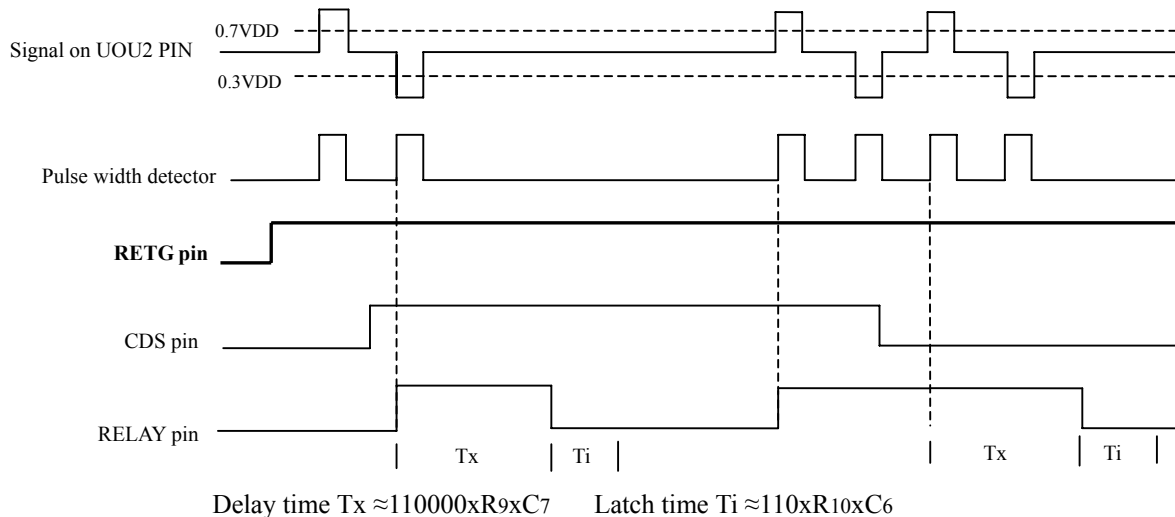 0.7VDD
Signal on UOU2 PIN
0.3VDD
Pulse width detector
RETG pin
CDS pin
RELAY pin
Tx Ti Tx Ti
Delay time Tx ≈110000xR9xC7 Latch time Ti ≈110xR10xC6